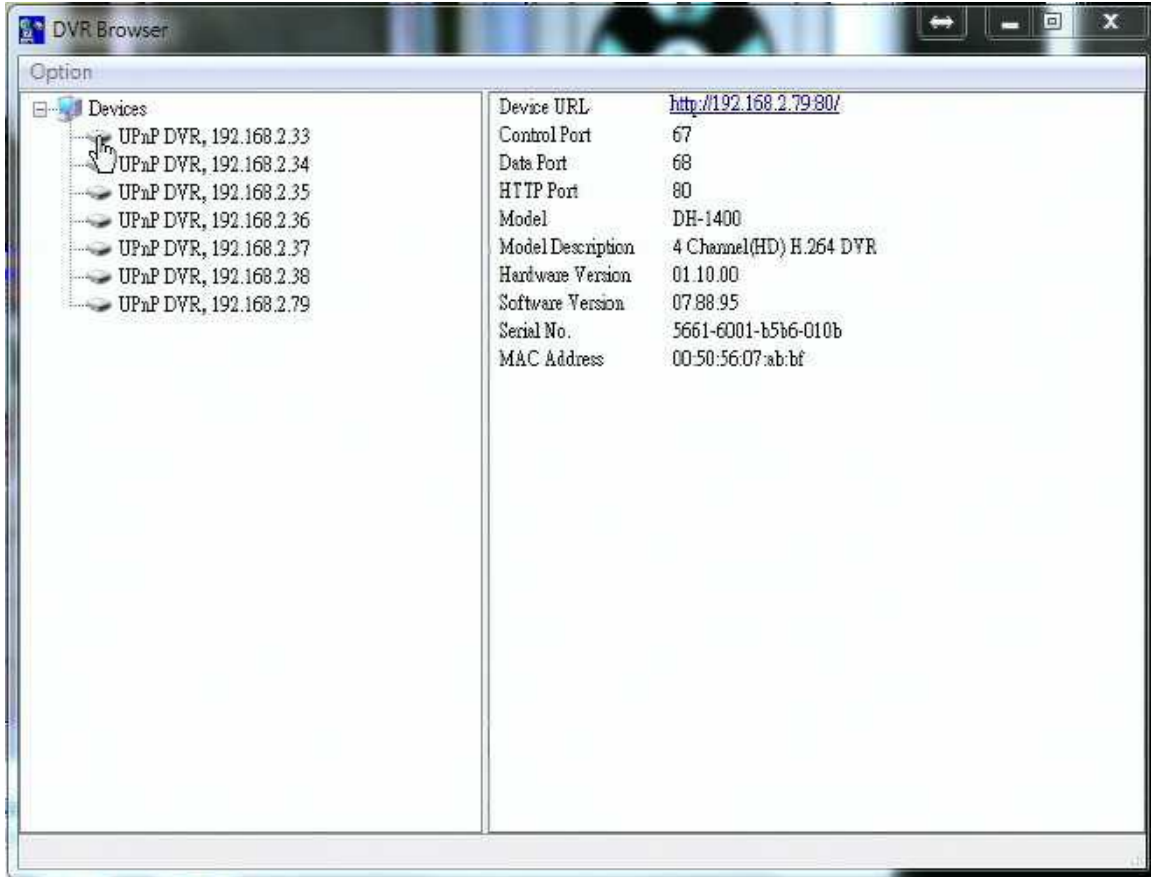 DVR Browser
Option
Devices
UPnP DVR, 192.168.2.33
UPnP DVR, 192.168.2.34
UPnP DVR, 192.168.2.35
UPnP DVR, 192.168.2.36
UPnP DVR, 192.168.2.37
UPnP DVR, 192.168.2.38
UPnP DVR, 192.168.2.79
Device URL http://192.168.2.79:80/
Control Port 67
Data Port 68
HTTP Port 80
Model DH-1400
Model Description 4 Channel(HD) H.264 DVR
Hardware Version 01.10.00
Software Version 07.88.95
Serial No. 5661-6001-b5b6-010b
MAC Address 00:50:56:07:ab:bf